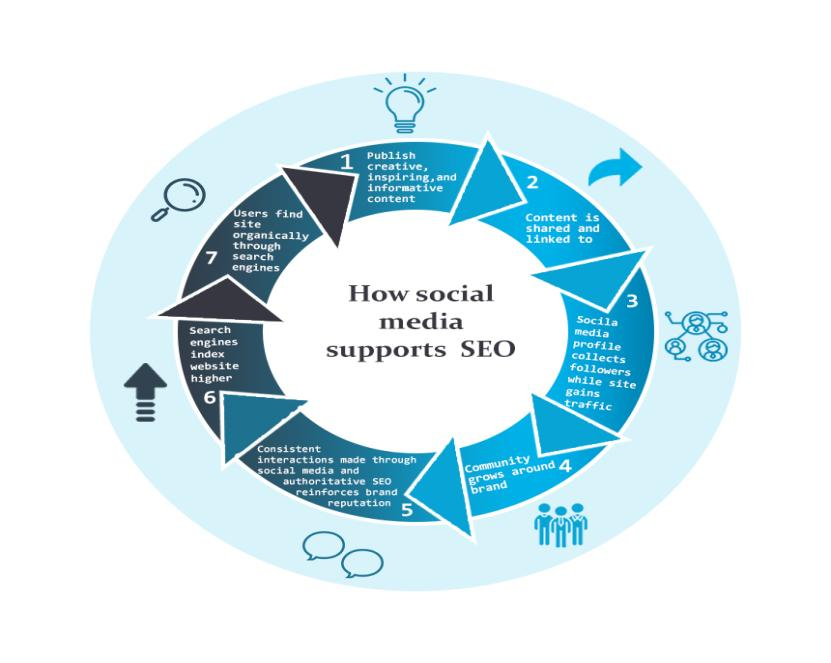 How social
media
supports SEO
1
Publish
creative,
inspiring,and
informative
content
2
Content is
shared and
linked to
3
Socila
media
profile
collects
followers
while site
gains
traffic
4
Community
grows around
brand
5
Consistent
interactions made through
social media and
authoritative SEO
reinforces brand
reputation
6
Search
engines
index
website
higher
7
Users find
site
organically
through
search
engines